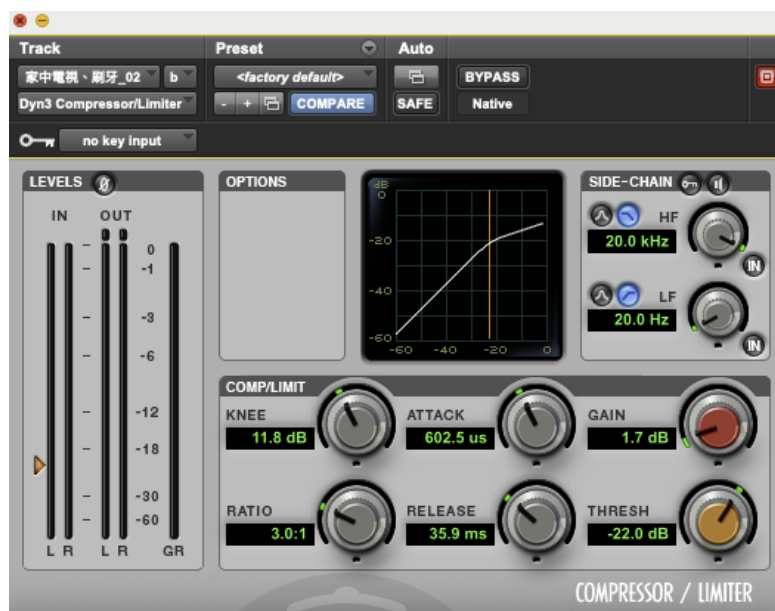 Track
Preset
Auto
家中電視、刷牙_02
b
<factory default>
BYPASS
Dyn3 Compressor/Limiter
- +
COMPARE
SAFE
Native
no key input
LEVELS
IN OUT
0
-1
-3
-6
-12
-18
-30
-60
L R L R GR
OPTIONS
dB
0
-20
-40
-60
-60 -40 -20 0
SIDE-CHAIN
HF
20.0 kHz
IN
LF
20.0 Hz
IN
COMP/LIMIT
KNEE
11.8 dB
ATTACK
602.5 us
GAIN
1.7 dB
RATIO
3.0:1
RELEASE
35.9 ms
THRESH
-22.0 dB
COMPRESSOR / LIMITER